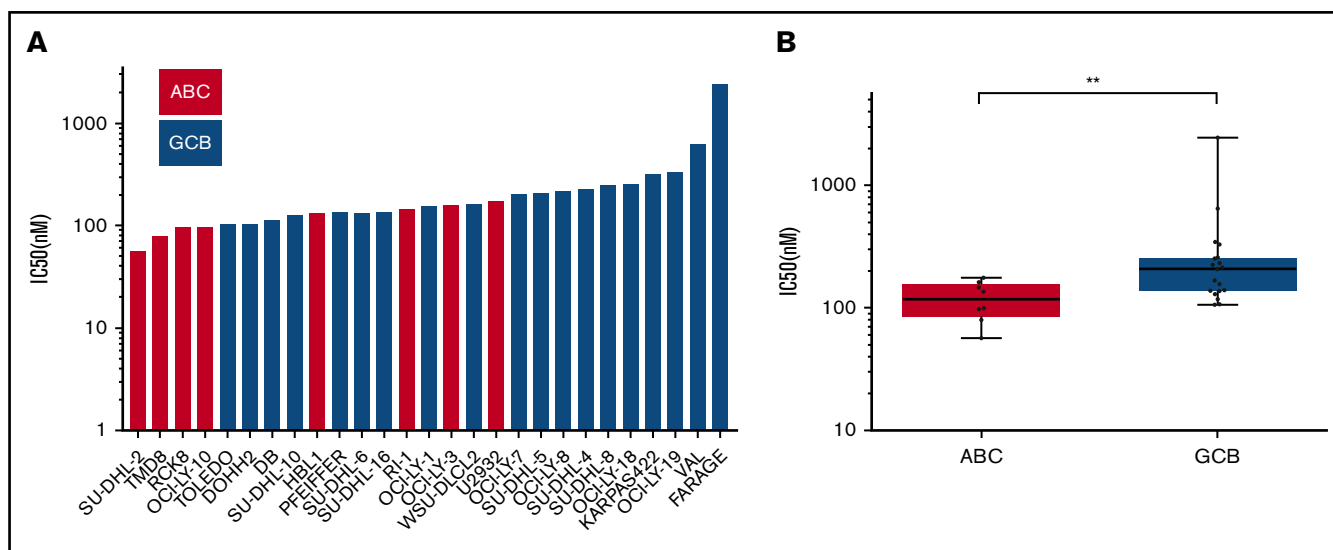 A
ABC
GCB
IC50(nM)
1000
100
10
1
SU-DHL-2
TMD8
RCK8
OCI-LY-10
TOLEDO
DOHH2
DB
SU-DHL-10
HBL1
PFEIFFER
SU-DHL-6
SU-DHL-16
RI-1
OCI-LY-1
OCI-LY-3
WSU-DLCL2
U2932
OCI-LY-7
SU-DHL-5
OCI-LY-8
SU-DHL-4
SU-DHL-8
OCI-LY-18
KARPAS422
OCI-LY-19
VAL
FARAGE
B
**
IC50(nM)
1000
100
10
ABC
GCB